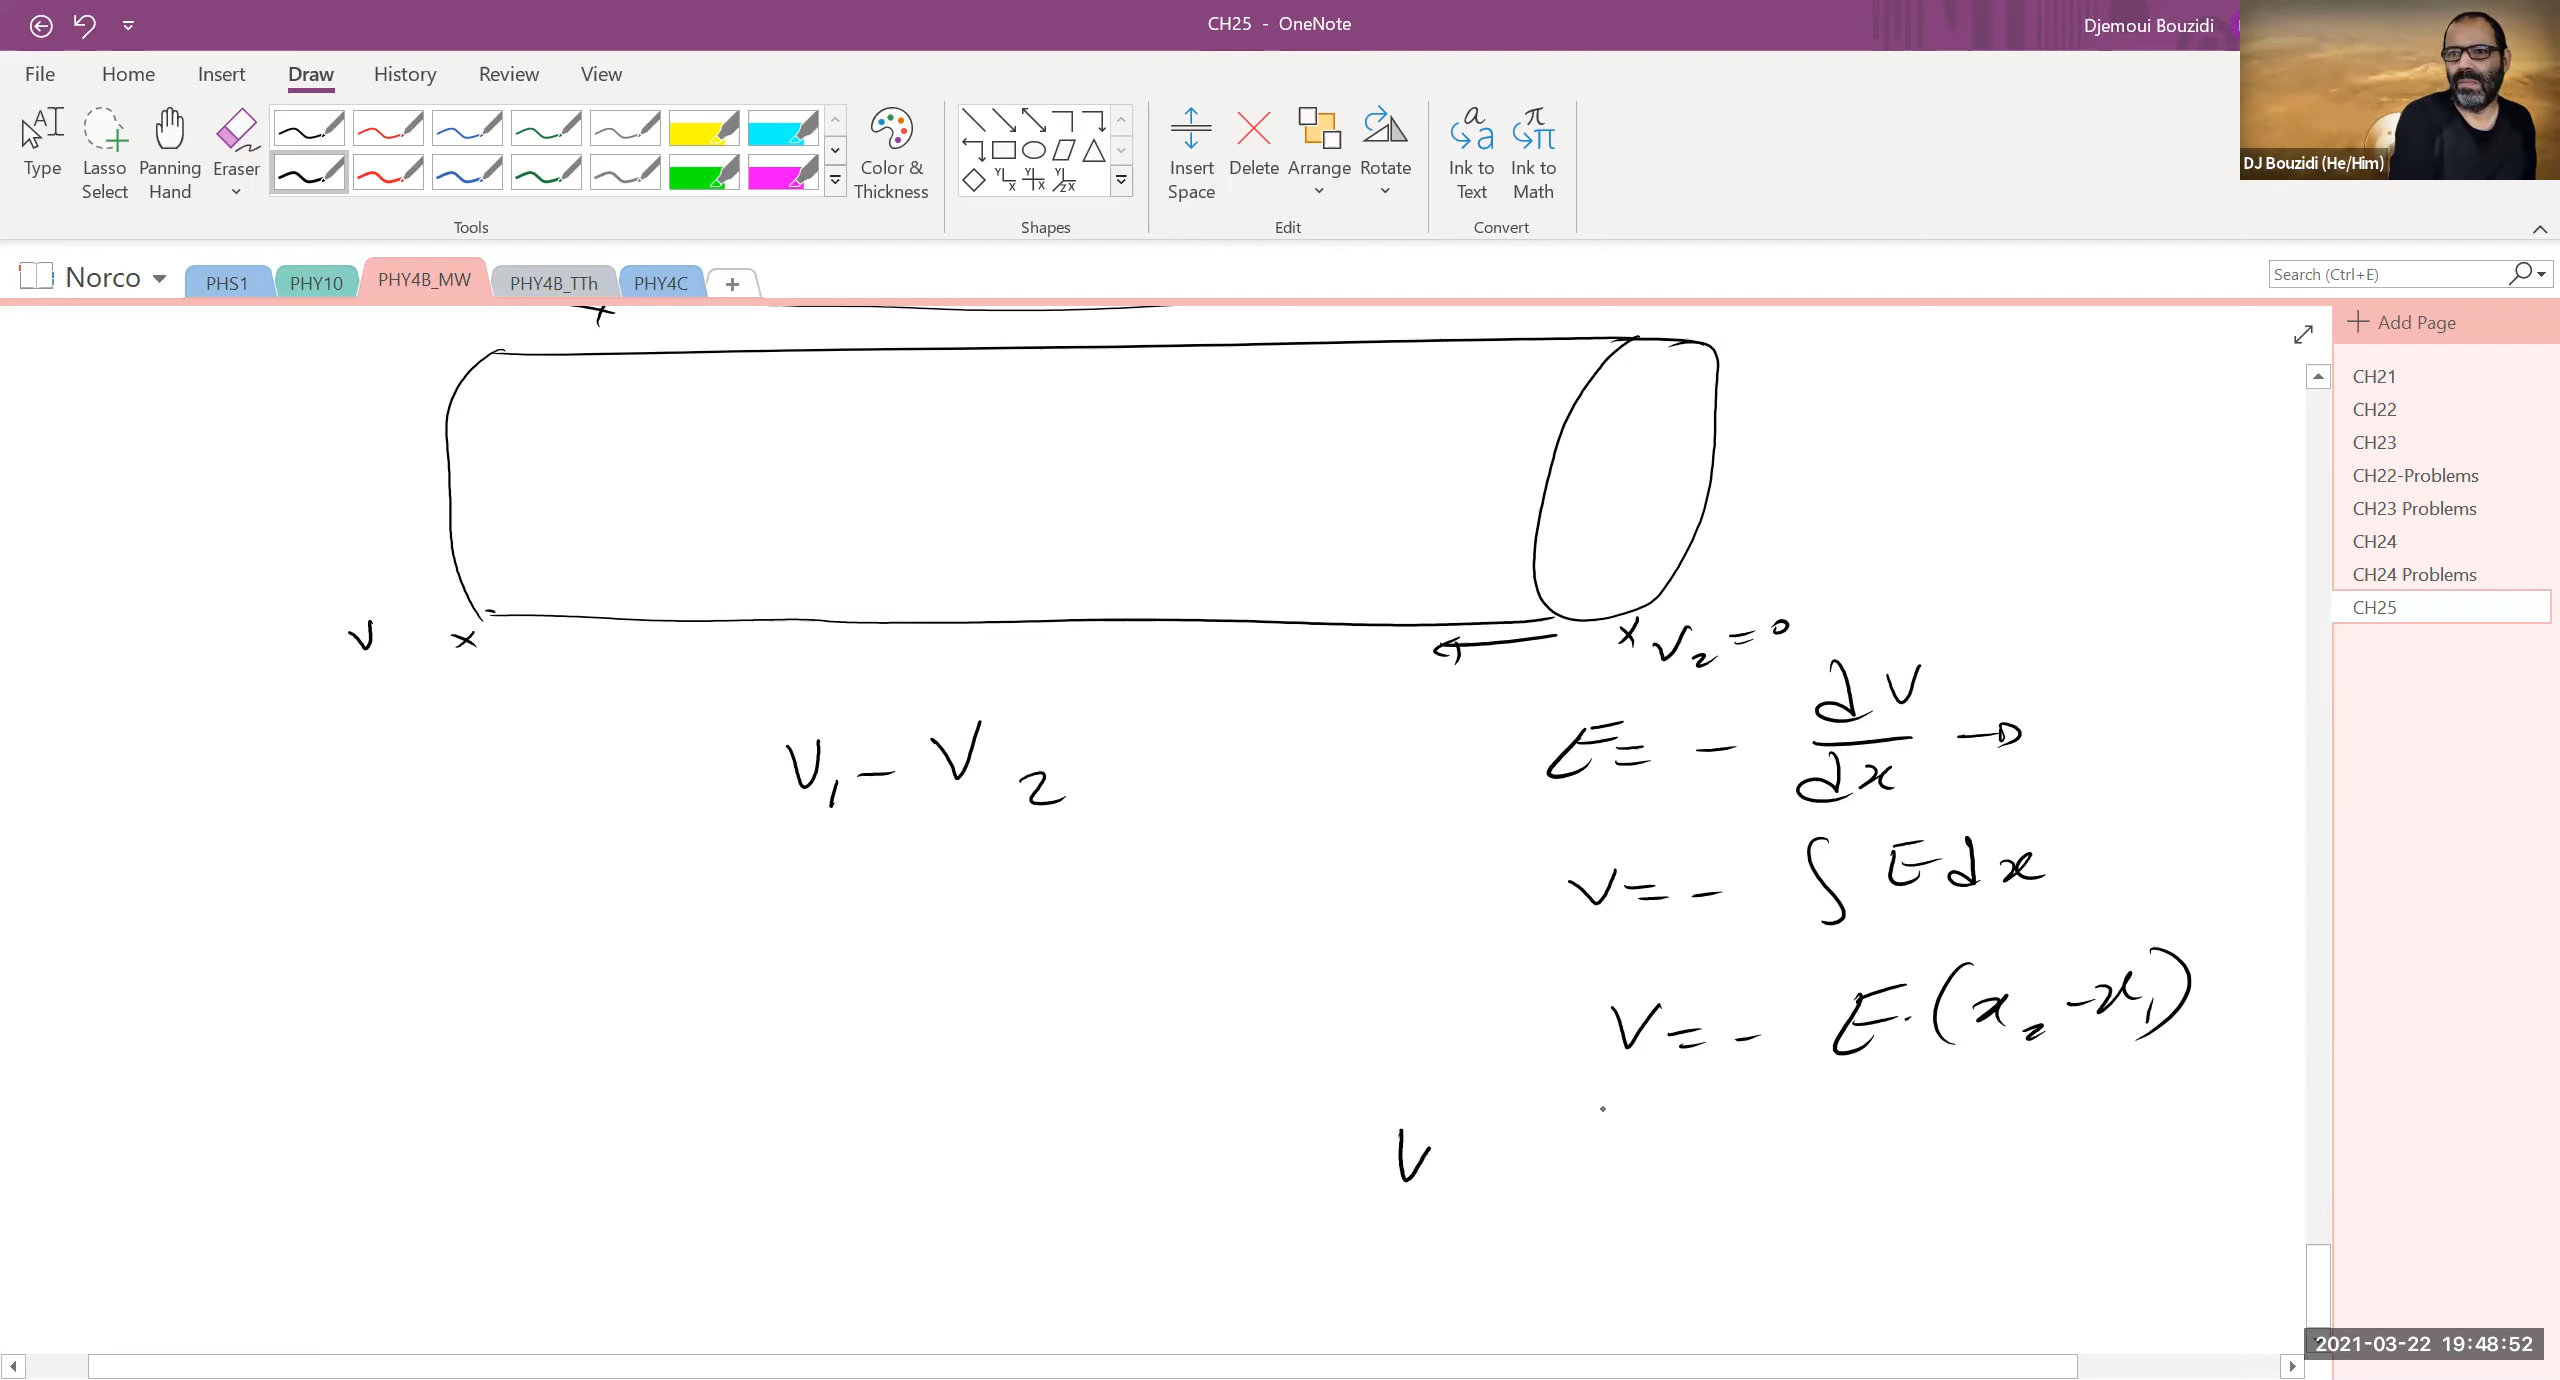 CH25 - OneNote
Djemoui Bouzidi
File Home Insert Draw History Review View
Type
Lasso Select
Panning Hand
Eraser
Color & Thickness
Insert Space
Delete
Arrange
Rotate
Ink to Text
Ink to Math
Tools
Shapes
Edit
Convert
DJ Bouzidi (He/Him)
Norco
PHS1 PHY10 PHY4B_MW PHY4B_TTh PHY4C
Search (Ctrl+E)
Add Page
CH21
CH22
CH23
CH22-Problems
CH23 Problems
CH24
CH24 Problems
CH25
V x
x V₂ = 0
V₁ - V₂
E = - ∂V/∂x →
V = - ∫ E dx
V = - E · (x₂ - x₁)
V
2021-03-22 19:48:52